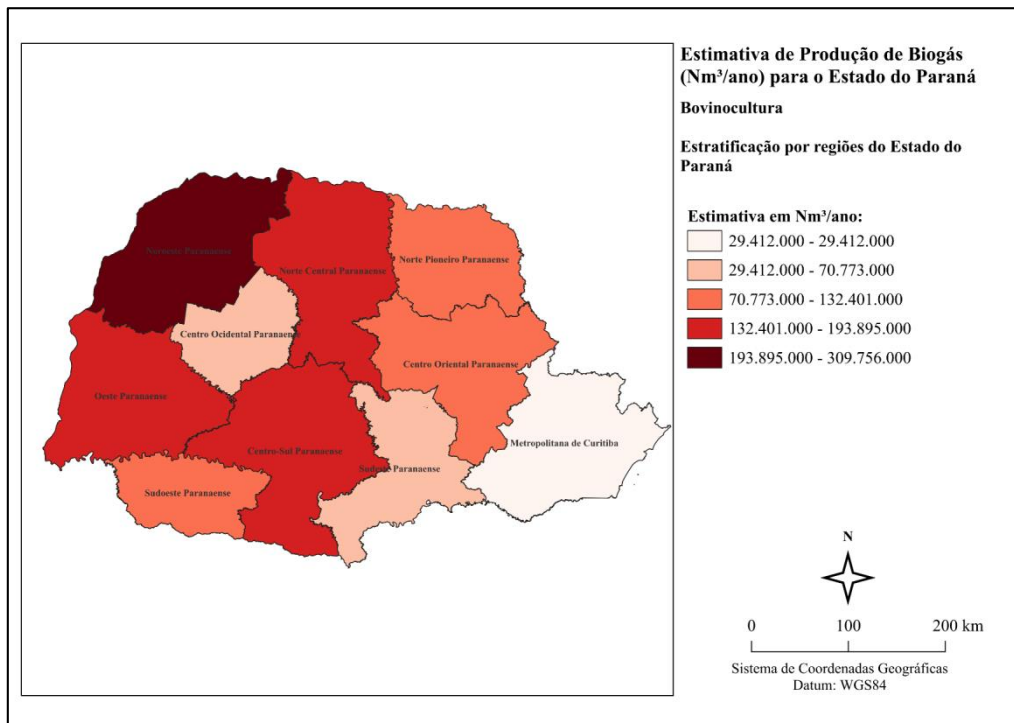 Estimativa de Produção de Biogás
(Nm³/ano) para o Estado do Paraná
Bovinocultura
Estratificação por regiões do Estado do
Paraná
Estimativa em Nm³/ano:
29.412.000 - 29.412.000
29.412.000 - 70.773.000
70.773.000 - 132.401.000
132.401.000 - 193.895.000
193.895.000 - 309.756.000
Noroeste Paranaense
Norte Central Paranaense
Norte Pioneiro Paranaense
Centro Ocidental Paranaense
Centro Oriental Paranaense
Oeste Paranaense
Metropolitana de Curitiba
Centro-Sul Paranaense
Sudeste Paranaense
Sudoeste Paranaense
N
0 100 200 km
Sistema de Coordenadas Geográficas
Datum: WGS84